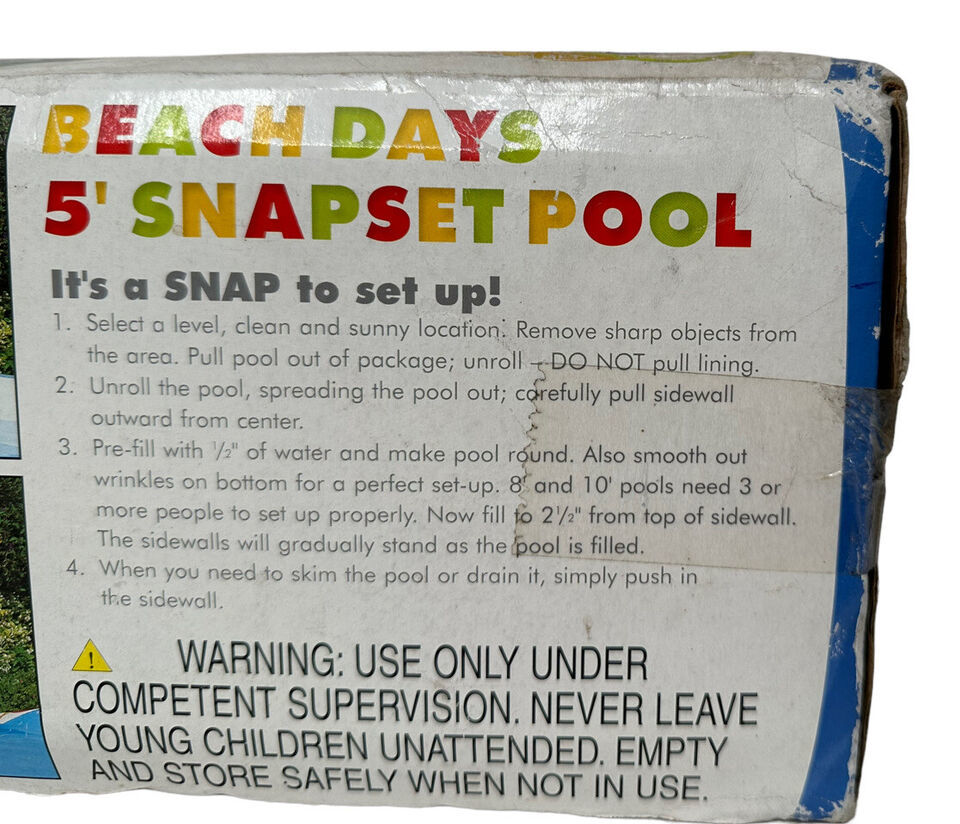 BEACH DAYS
5' SNAPSET POOL
It's a SNAP to set up!
1. Select a level, clean and sunny location. Remove sharp objects from
the area. Pull pool out of package; unroll – DO NOT pull lining.
2. Unroll the pool, spreading the pool out; carefully pull sidewall
outward from center.
3. Pre-fill with ½" of water and make pool round. Also smooth out
wrinkles on bottom for a perfect set-up. 8' and 10' pools need 3 or
more people to set up properly. Now fill to 2½" from top of sidewall.
The sidewalls will gradually stand as the pool is filled.
4. When you need to skim the pool or drain it, simply push in
the sidewall.
WARNING: USE ONLY UNDER
COMPETENT SUPERVISION. NEVER LEAVE
YOUNG CHILDREN UNATTENDED. EMPTY
AND STORE SAFELY WHEN NOT IN USE.